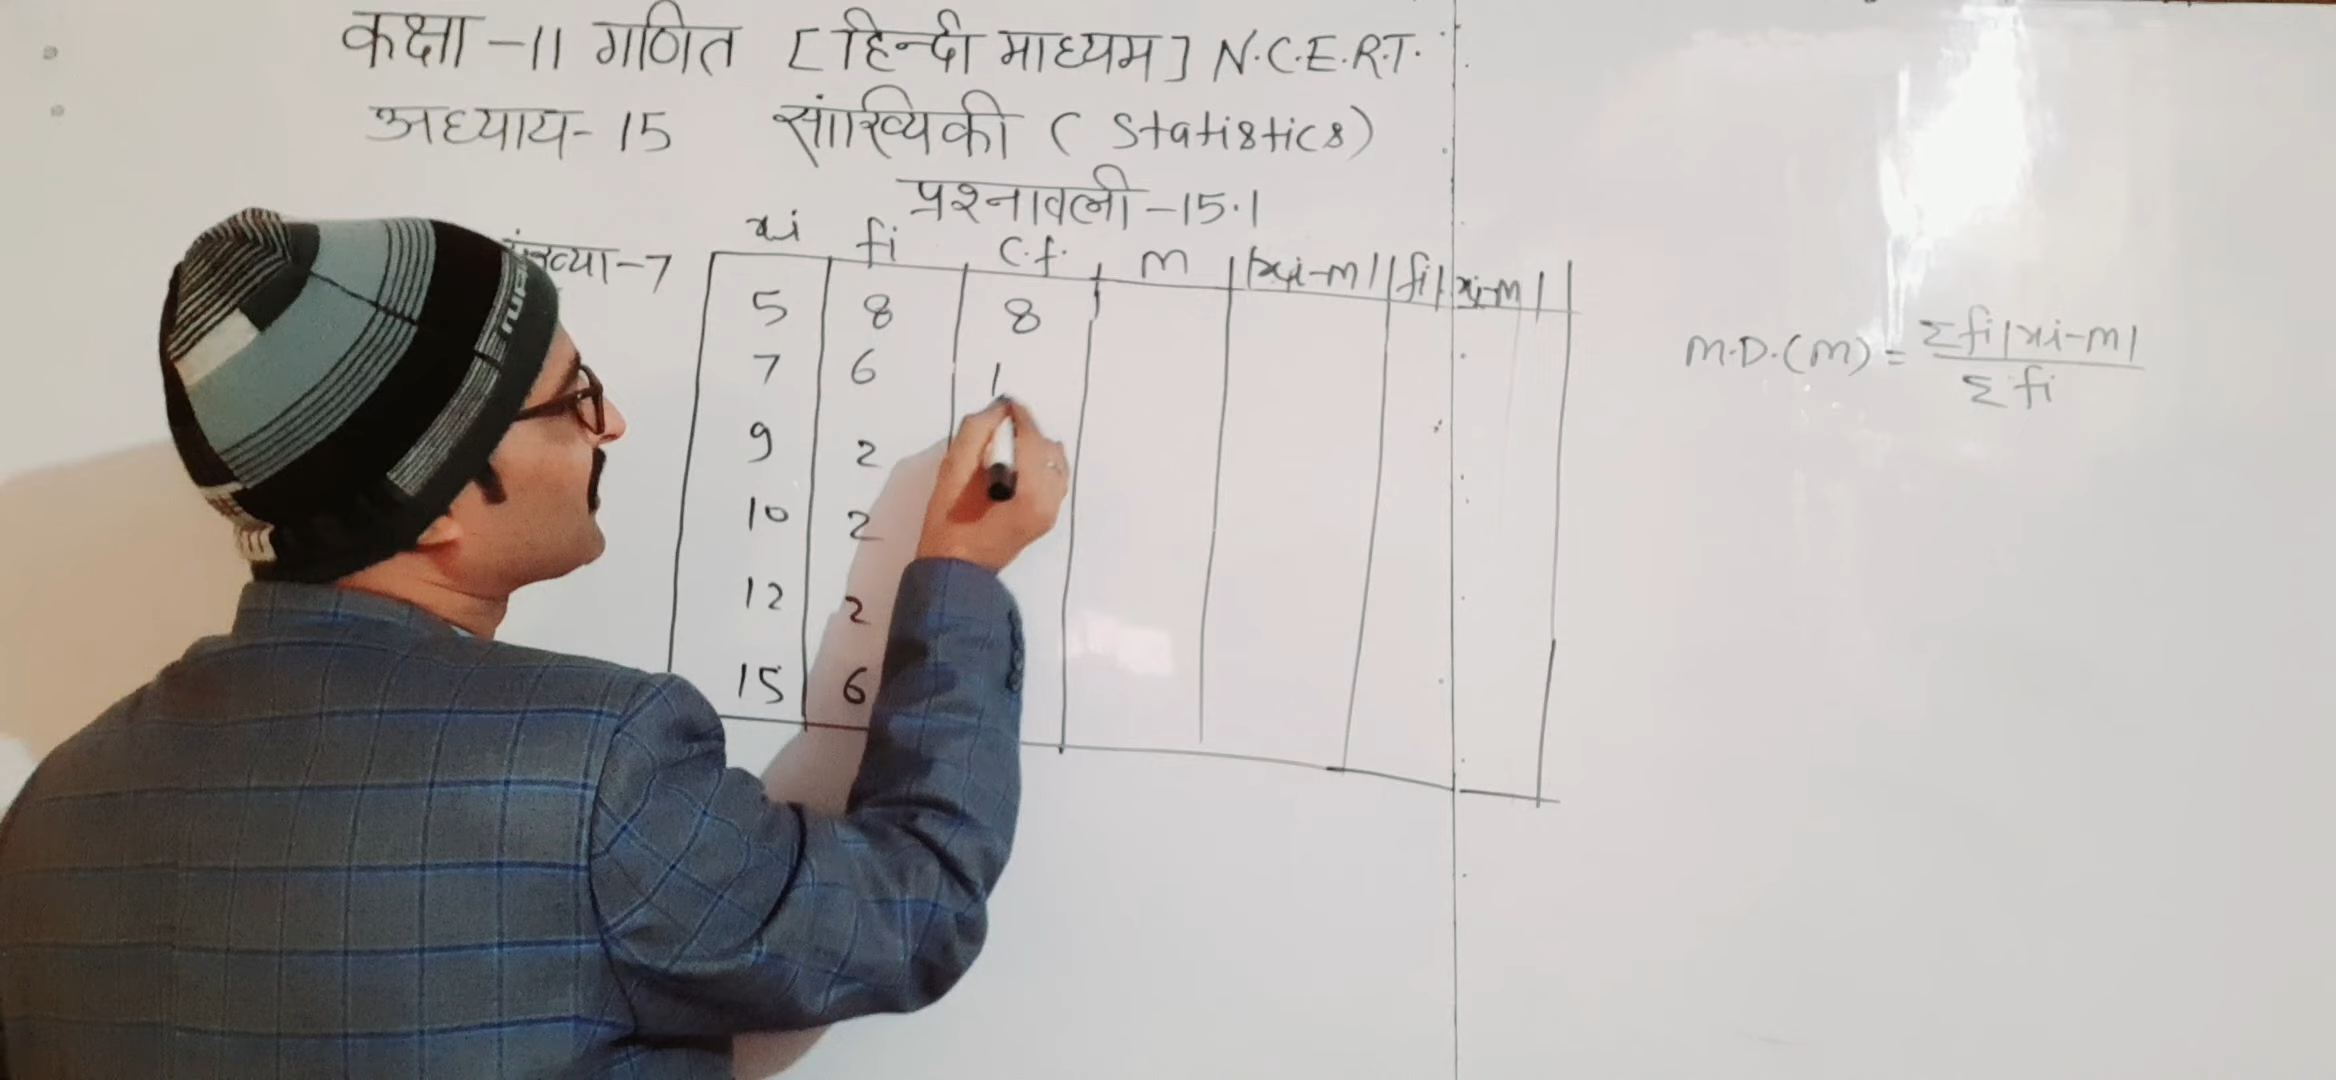 कक्षा -11 गणित [हिन्दी माध्यम] N.C.E.R.T.
अध्याय- 15 सांख्यिकी ( Statistics)
प्रश्नावली -15.1
-7
xi fi C.f. m |xi-m| fi|xi-m|
5 8 8
7 6 1
9 2
10 2
12 2
15 6
M.D.(m) = Σfi|xi-m|
Σfi